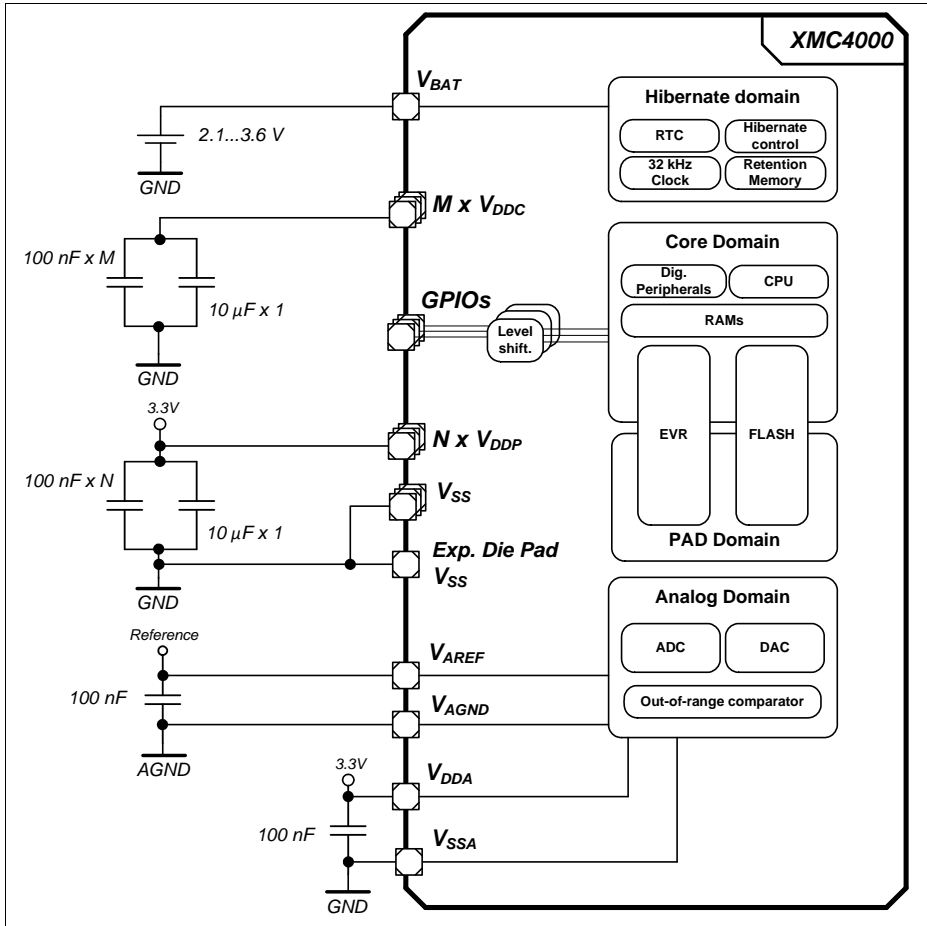 XMC4000
VBAT
2.1...3.6 V
GND
Hibernate domain
RTC
Hibernate
control
32 kHz
Clock
Retention
Memory
M x VDDC
100 nF x M
10 µF x 1
GND
Core Domain
Dig.
Peripherals
CPU
RAMs
GPIOs
Level
shift.
EVR
FLASH
PAD Domain
3.3V
N x VDDP
100 nF x N
10 µF x 1
VSS
Exp. Die Pad
VSS
GND
Analog Domain
ADC
DAC
Out-of-range comparator
Reference
VAREF
100 nF
VAGND
AGND
3.3V
VDDA
100 nF
VSSA
GND